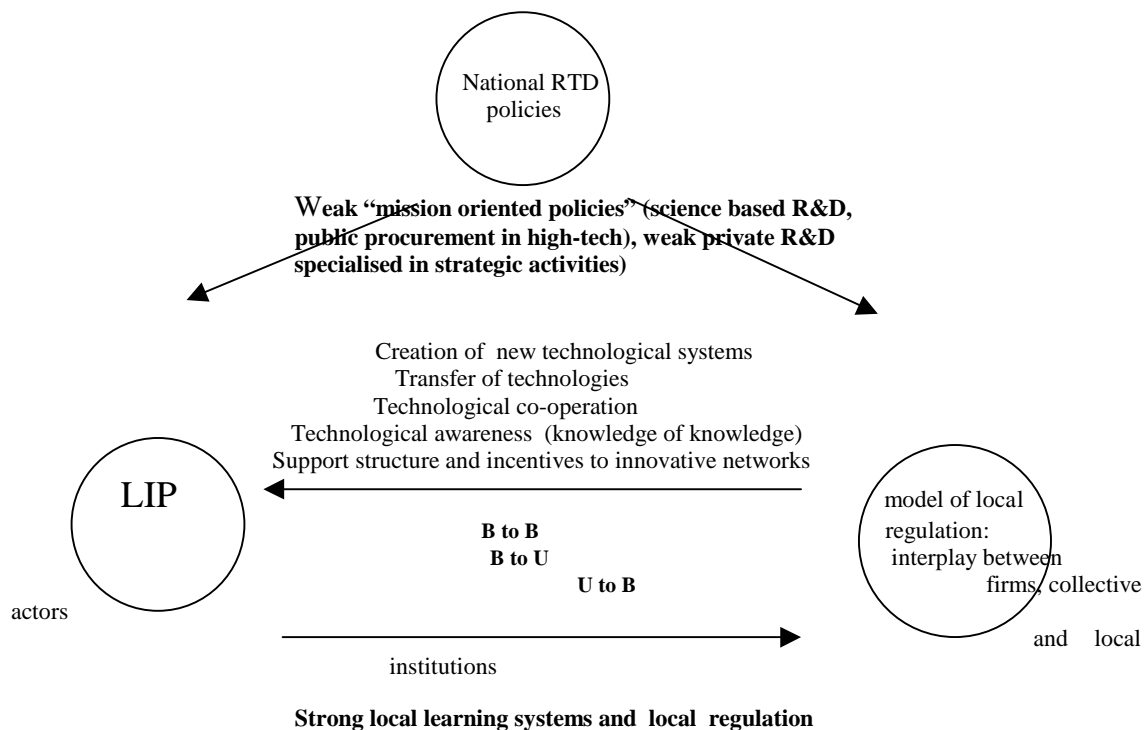 National RTD
policies
Weak “mission oriented policies” (science based R&D,
public procurement in high-tech), weak private R&D
specialised in strategic activities)
Creation of new technological systems
Transfer of technologies
Technological co-operation
Technological awareness (knowledge of knowledge)
Support structure and incentives to innovative networks
LIP
model of local
regulation:
B to B
B to U
interplay between
U to B
firms, collective
actors
and local
institutions
Strong local learning systems and local regulation